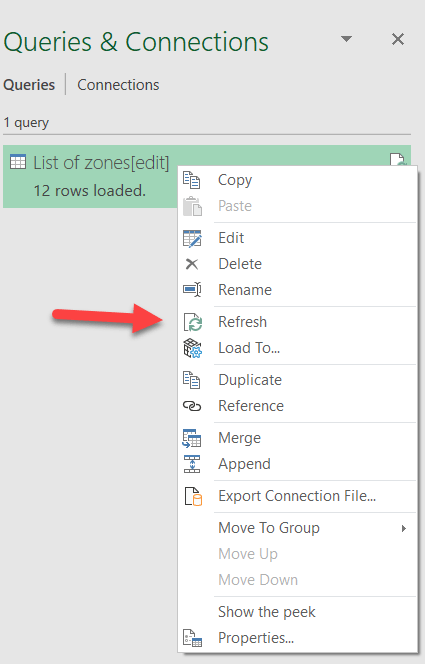 Queries & Connections
Queries
Connections
1 query
List of zones[edit]
12 rows loaded.
Copy
Paste
Edit
Delete
Rename
Refresh
Load To...
Duplicate
Reference
Merge
Append
Export Connection File...
Move To Group
Move Up
Move Down
Show the peek
Properties...